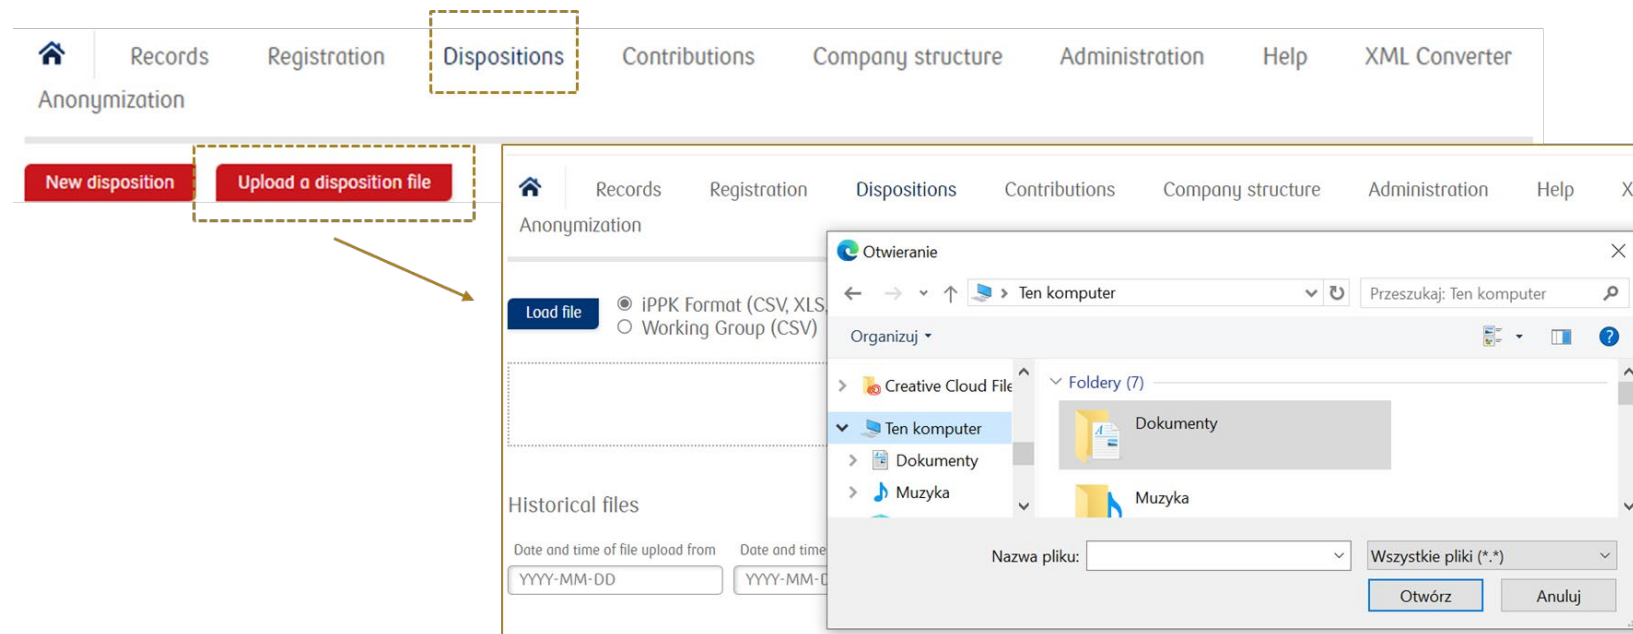 Records Registration Dispositions Contributions Company structure Administration Help XML Converter
Anonymization
New disposition Upload a disposition file
Records Registration Dispositions Contributions Company structure Administration Help X
Anonymization
Otwieranie
Ten komputer Przeszukaj: Ten komputer
Load file iPPK Format (CSV, XLS,
Working Group (CSV)
Organizuj
Creative Cloud File
Foldery (7)
Ten komputer
Dokumenty
Dokumenty
Muzyka
Muzyka
Historical files
Date and time of file upload from Date and time
YYYY-MM-DD YYYY-MM-D
Nazwa pliku: Wszystkie pliki (*.*)
Otwórz Anuluj